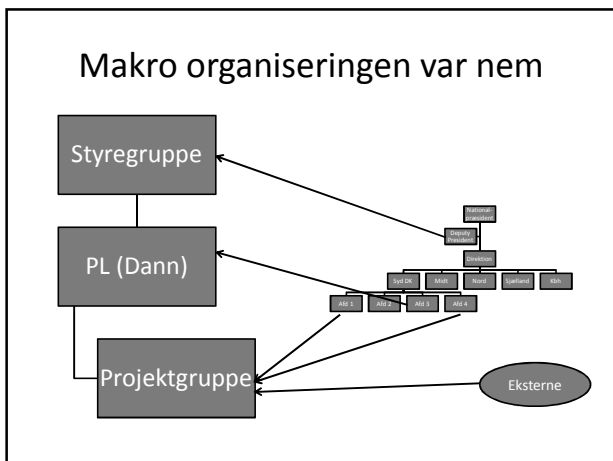 Makro organiseringen var nem
Styregruppe
PL (Dann)
Projektgruppe
National-
præsident
Deputy
President
Direktion
Syd DK
Midt
Nord
Sjælland
Kbh
Afd 1
Afd 2
Afd 3
Afd 4
Eksterne